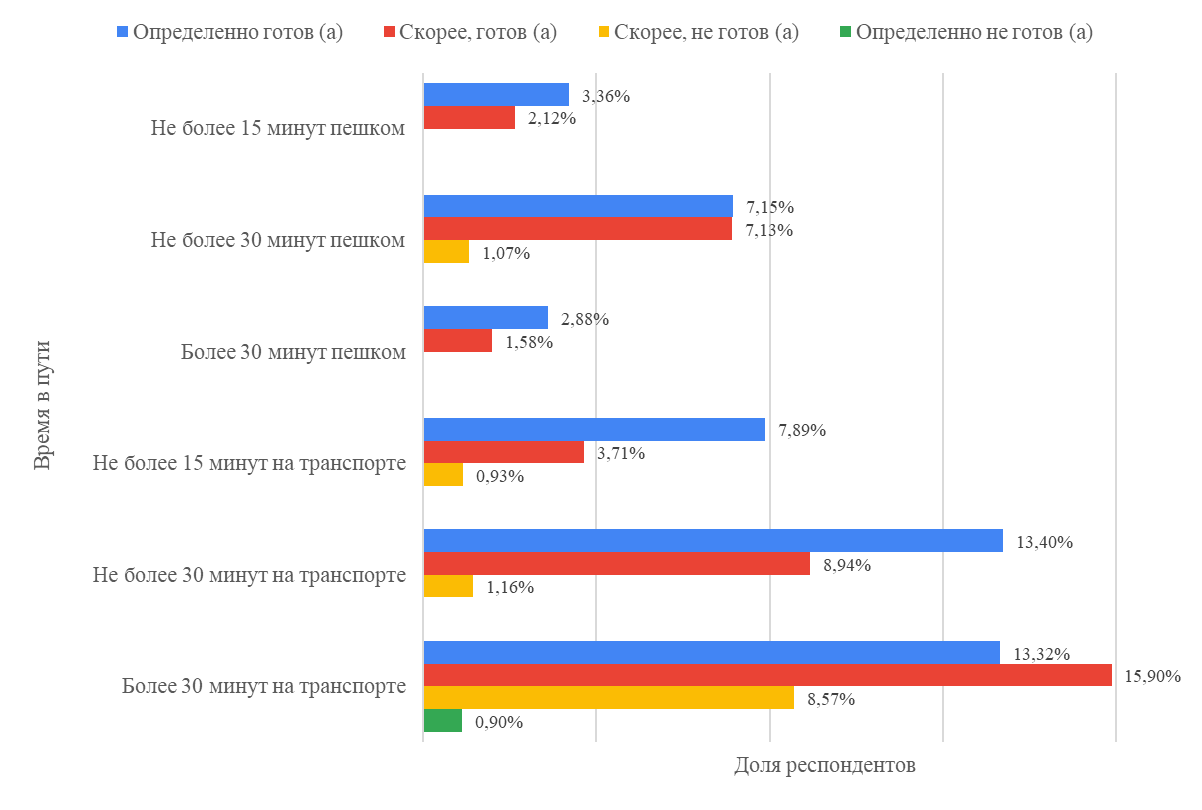 Определенно готов (а) Скорее, готов (а) Скорее, не готов (а) Определенно не готов (а)
Время в пути
Не более 15 минут пешком
3,36%
2,12%
Не более 30 минут пешком
7,15%
7,13%
1,07%
Более 30 минут пешком
2,88%
1,58%
Не более 15 минут на транспорте
7,89%
3,71%
0,93%
Не более 30 минут на транспорте
13,40%
8,94%
1,16%
Более 30 минут на транспорте
13,32%
15,90%
8,57%
0,90%
Доля респондентов